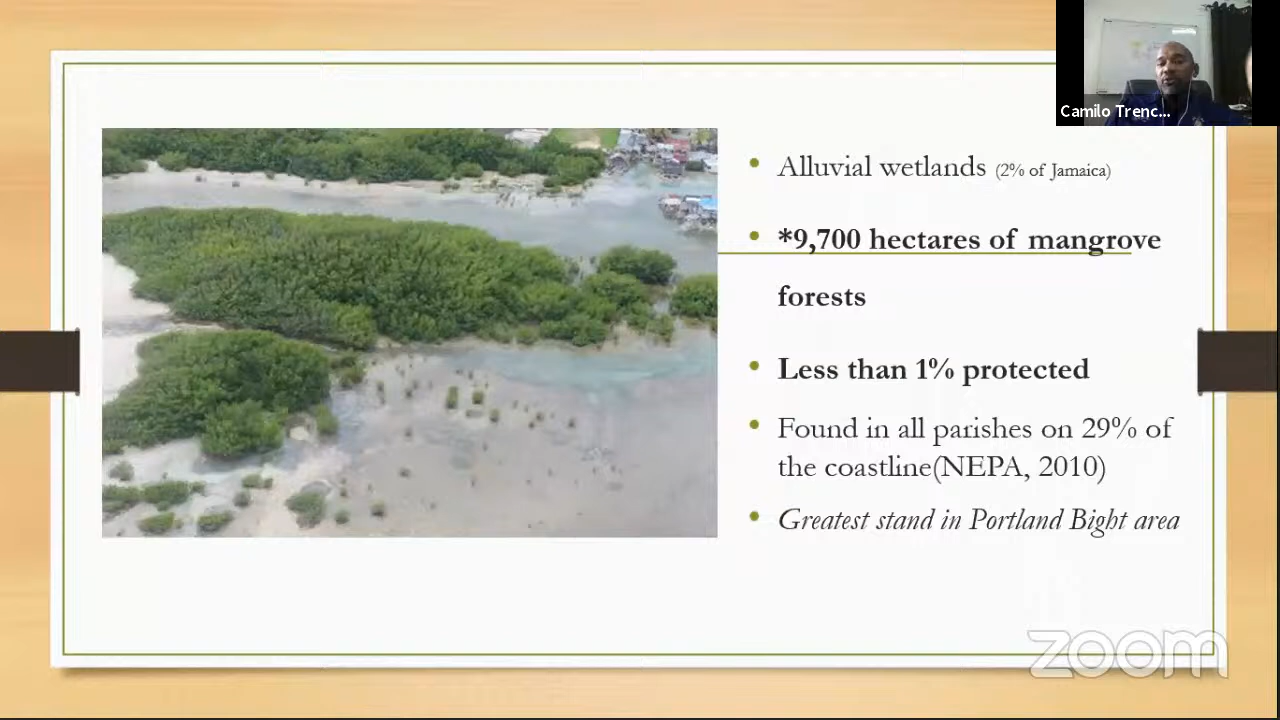 Camilo Trenc...
• Alluvial wetlands (2% of Jamaica)
• *9,700 hectares of mangrove
forests
• Less than 1% protected
• Found in all parishes on 29% of
the coastline(NEPA, 2010)
• Greatest stand in Portland Bight area
zoom